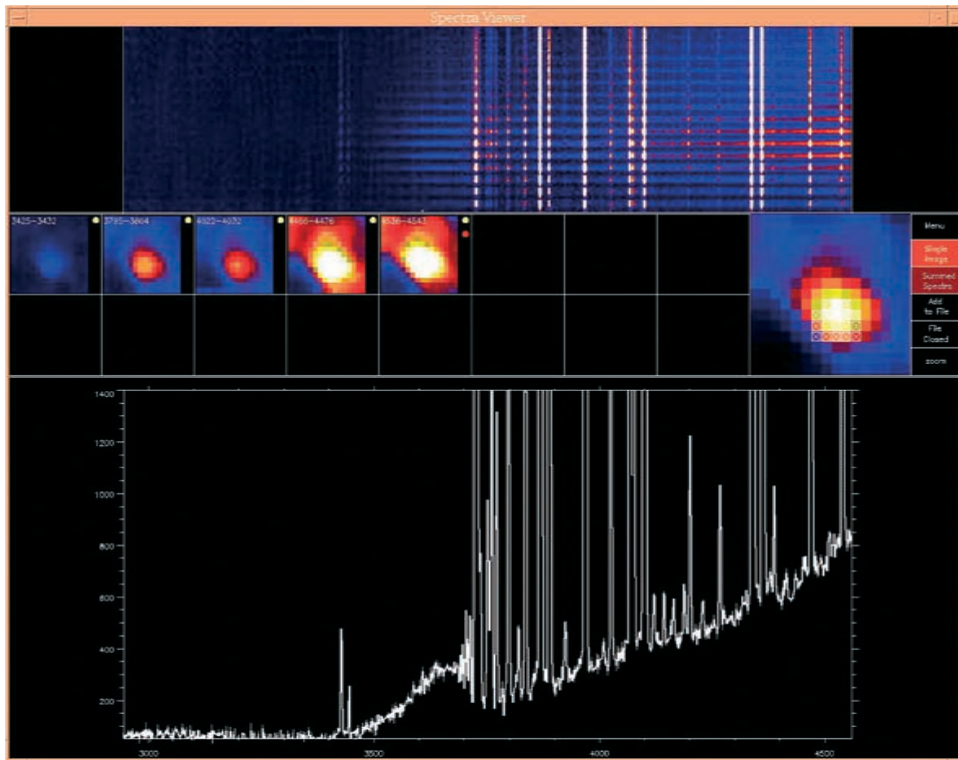 Spectra Viewer
3425-3432
3785-3864
4022-4032
4466-4476
4536-4543
Menu
Single
Image
Summed
Spectra
Add
to File
File
Closed
zoom
1400
1200
1000
800
600
400
200
3000
3500
4000
4500